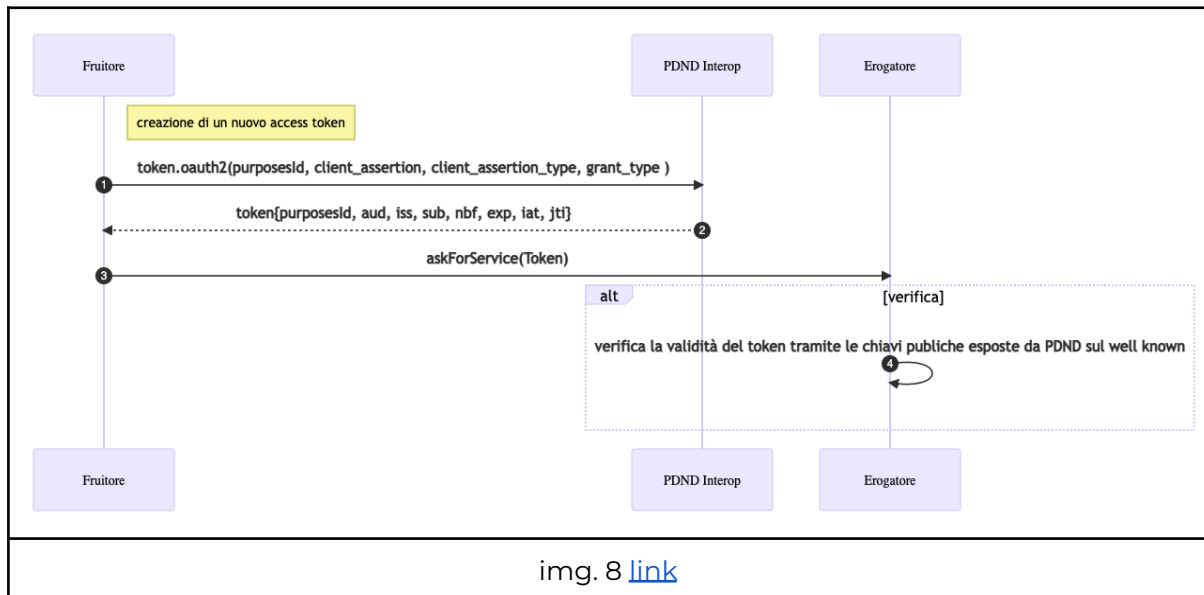 Fruitore
PDND Interop
Erogatore
creazione di un nuovo access token
token.oauth2(purposesId, client_assertion, client_assertion_type, grant_type )
1
token{purposesId, aud, iss, sub, nbf, exp, iat, jti}
2
askForService(Token)
3
alt
[verifica]
verifica la validità del token tramite le chiavi publiche esposte da PDND sul well known
4
Fruitore
PDND Interop
Erogatore
img. 8 link